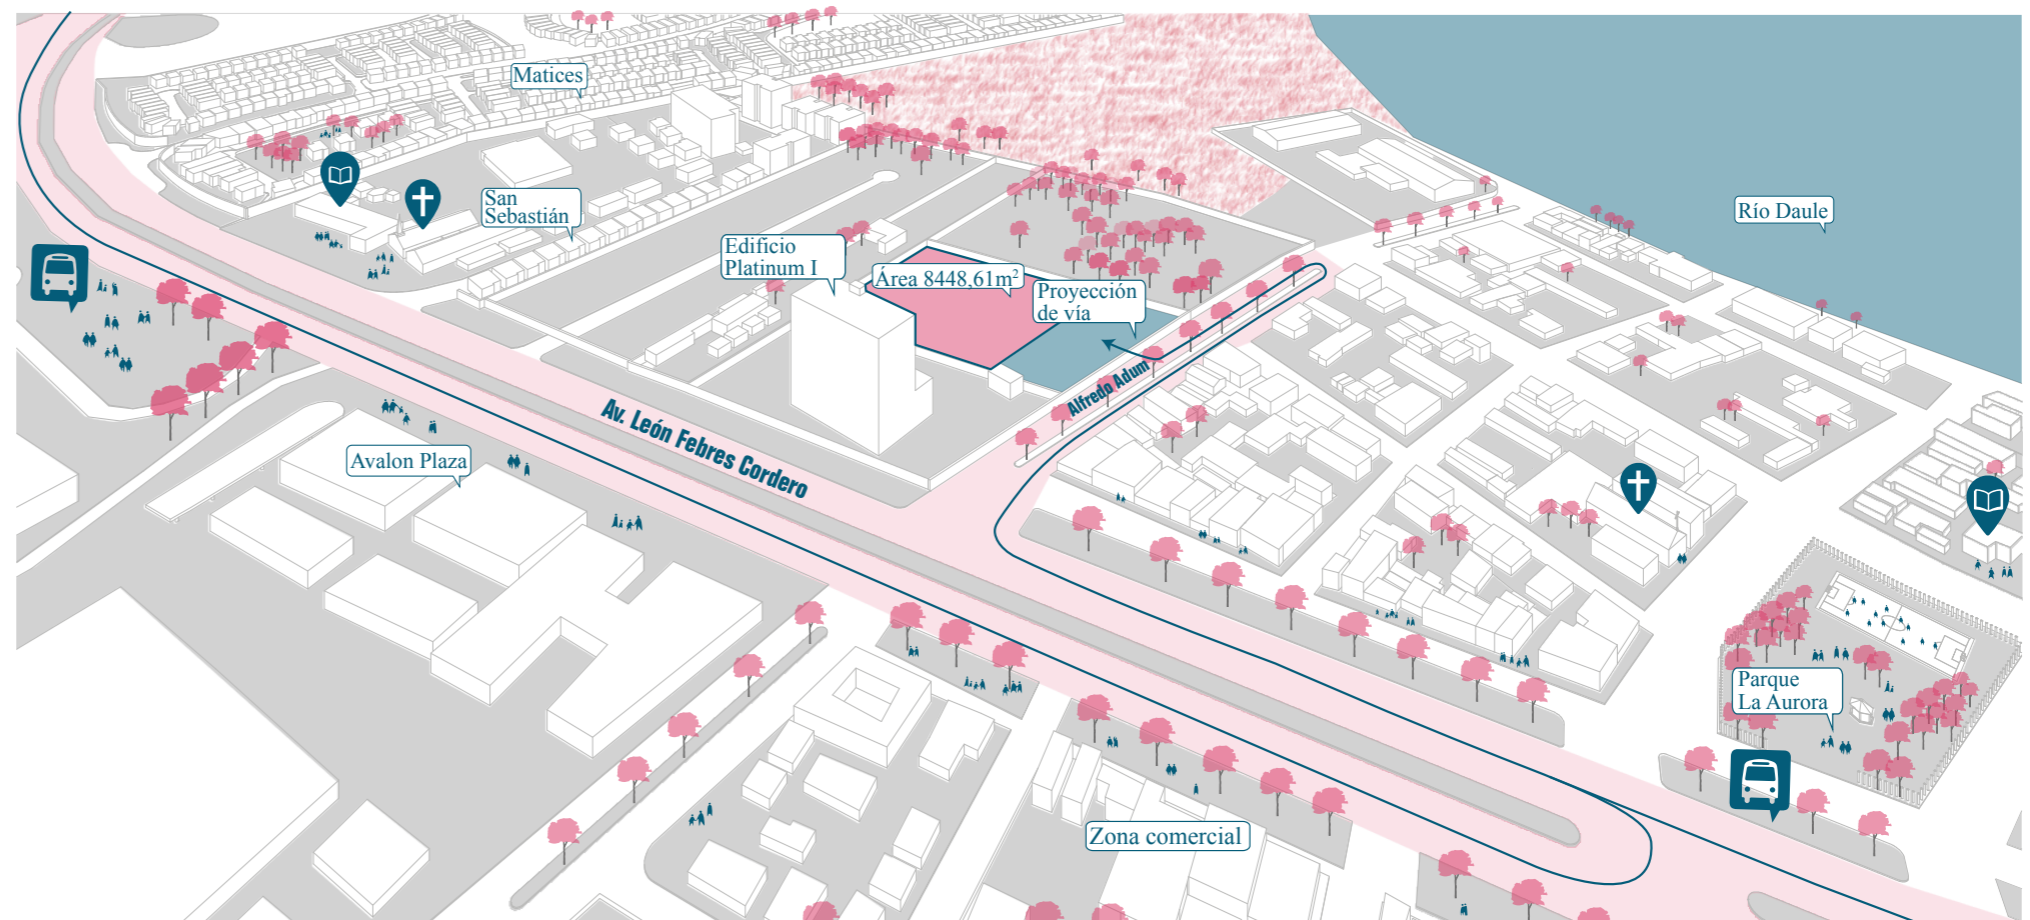 Matices
San
Sebastián
Río Daule
Edificio
Platinum I
Área 8448,61m²
Proyección
de vía
Alfredo Adum
Av. León Febres Cordero
Avalon Plaza
Parque
La Aurora
Zona comercial